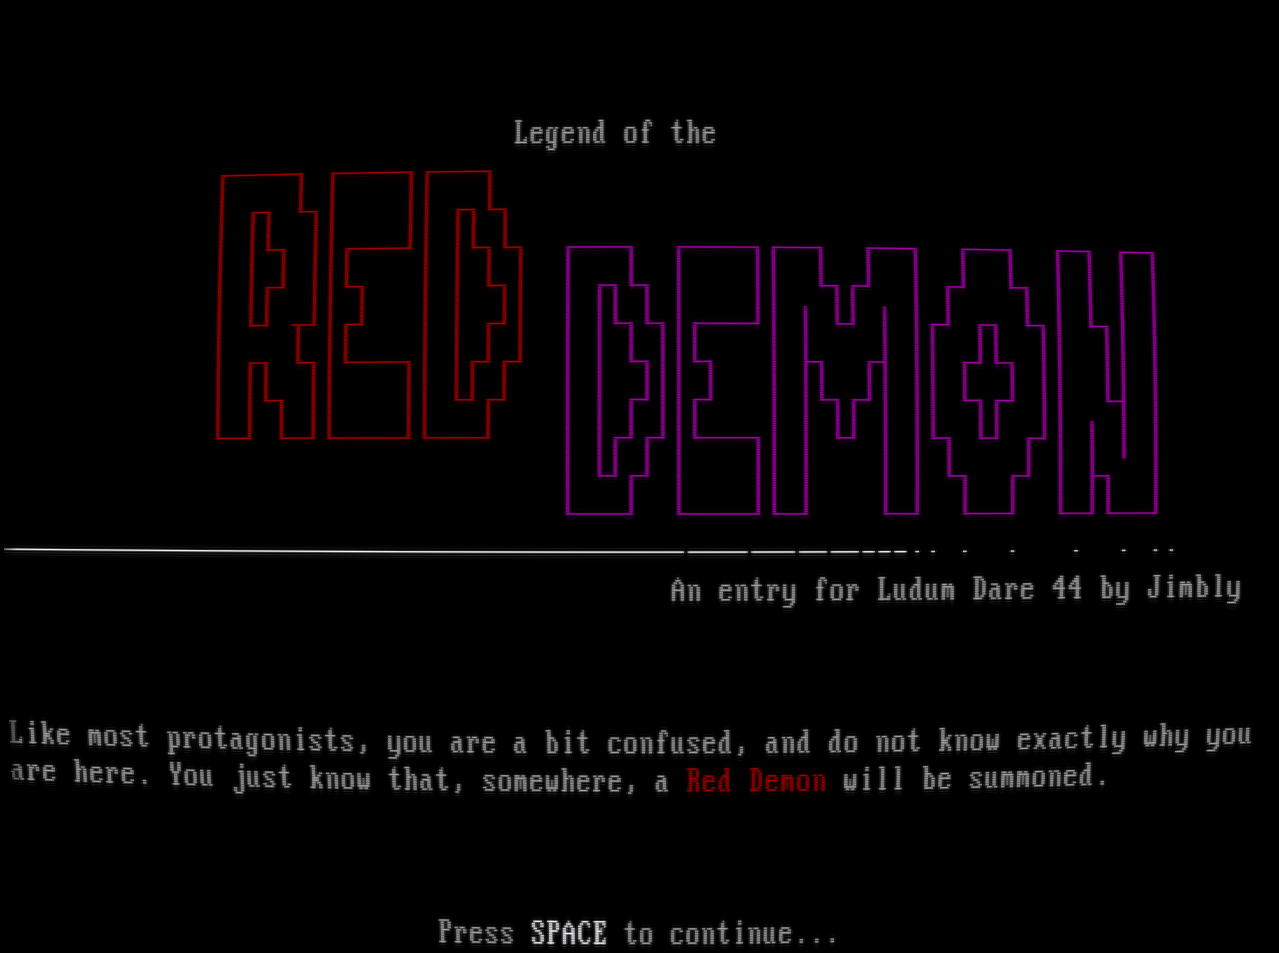 Legend of the
RED
DEMON
An entry for Ludum Dare 44 by Jimbly
Like most protagonists, you are a bit confused, and do not know exactly why you
are here. You just know that, somewhere, a Red Demon will be summoned.
Press SPACE to continue...